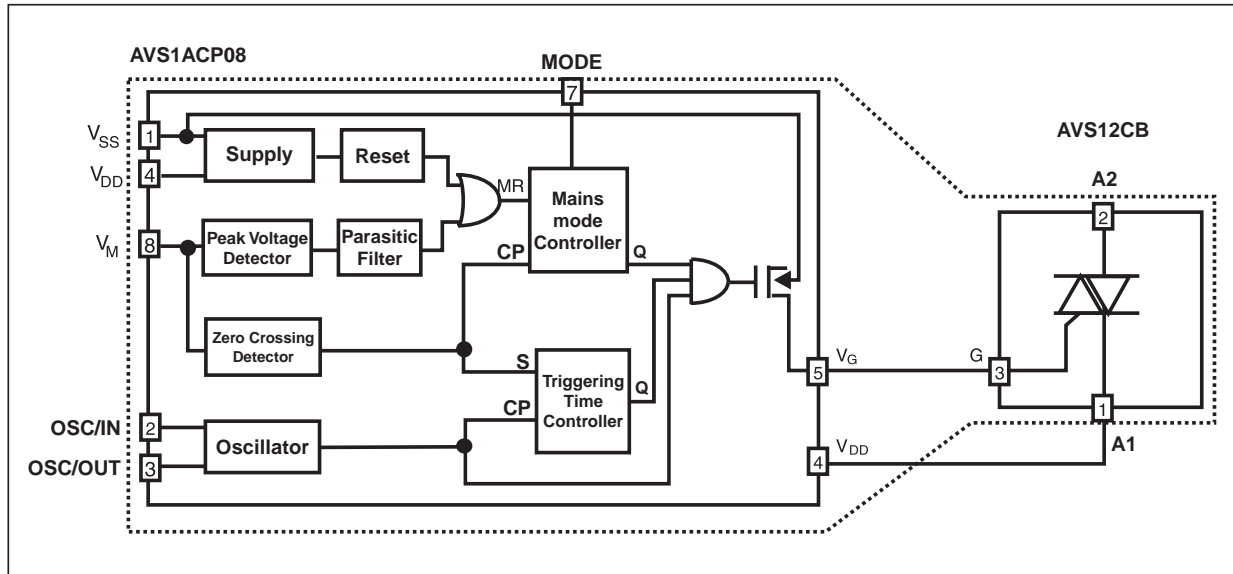 AVS1ACP08
MODE
7
AVS12CB
VSS
1
Supply
Reset
VDD
4
MR
Mains
mode
Controller
A2
2
VM
8
Peak Voltage
Detector
Parasitic
Filter
CP
Q
Zero Crossing
Detector
S
Triggering
Time
Controller
Q
CP
VG
5
G
3
1
A1
OSC/IN
2
Oscillator
OSC/OUT
3
VDD
4